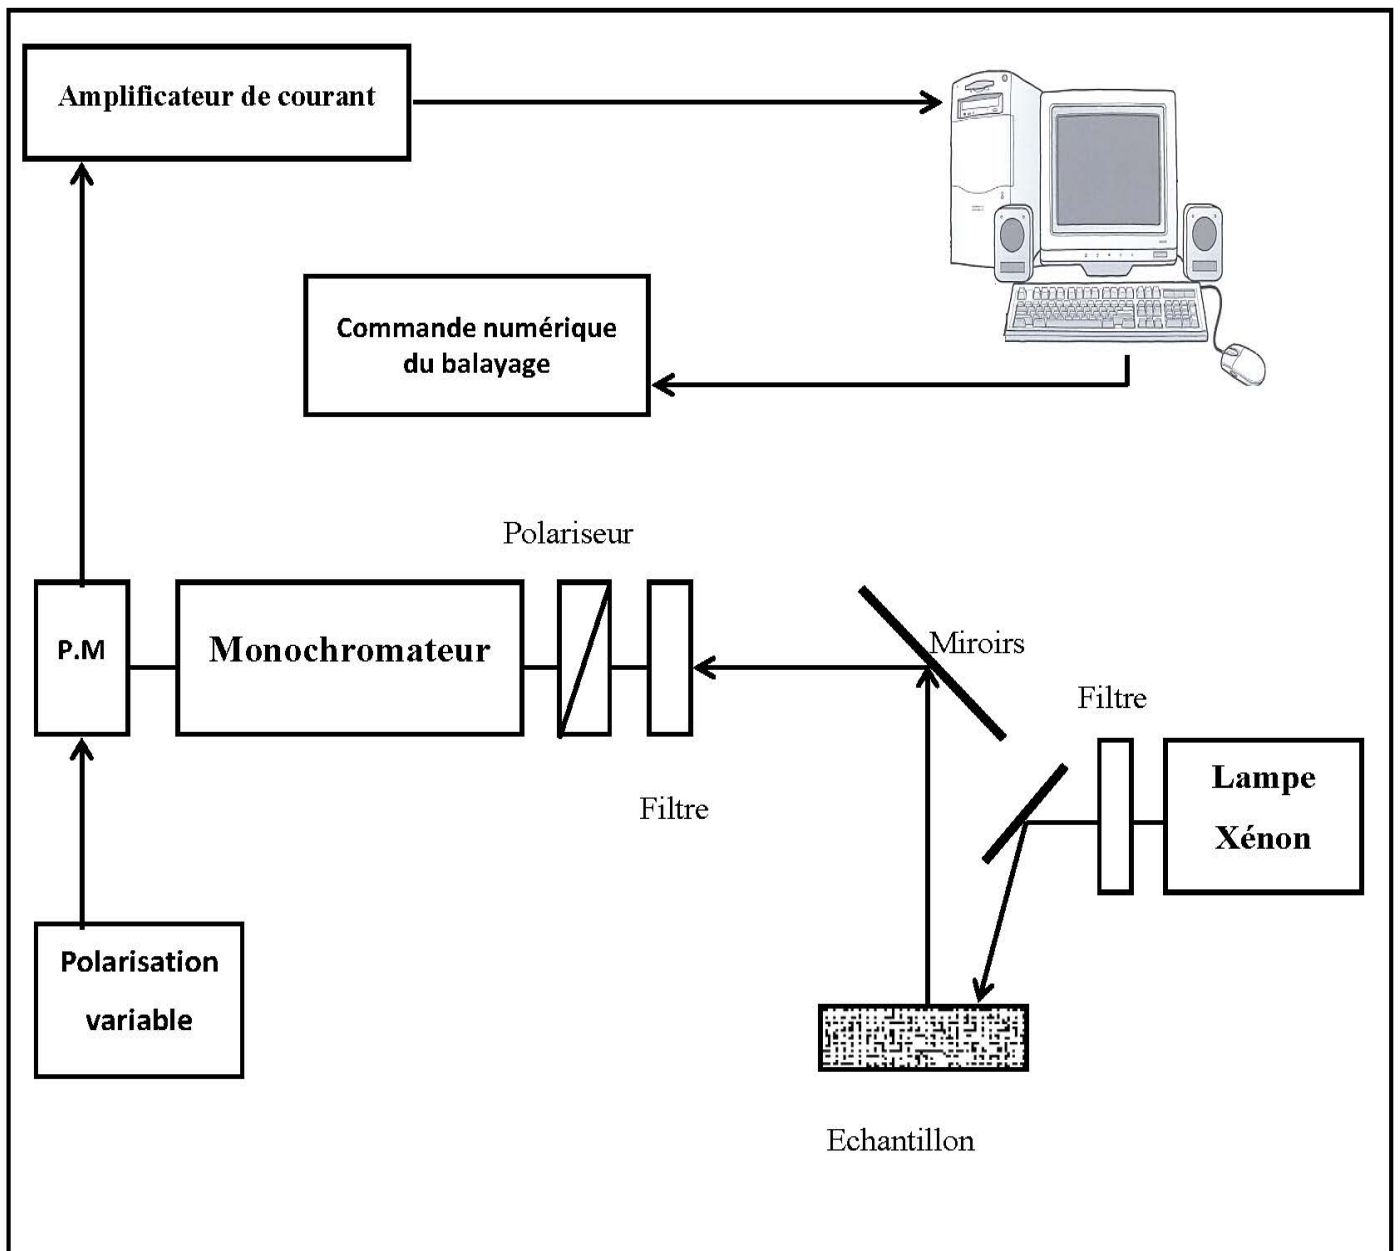 Amplificateur de courant
Commande numérique
du balayage
Polariseur
P.M
Monochromateur
Miroirs
Filtre
Filtre
Lampe
Xénon
Polarisation
variable
Echantillon